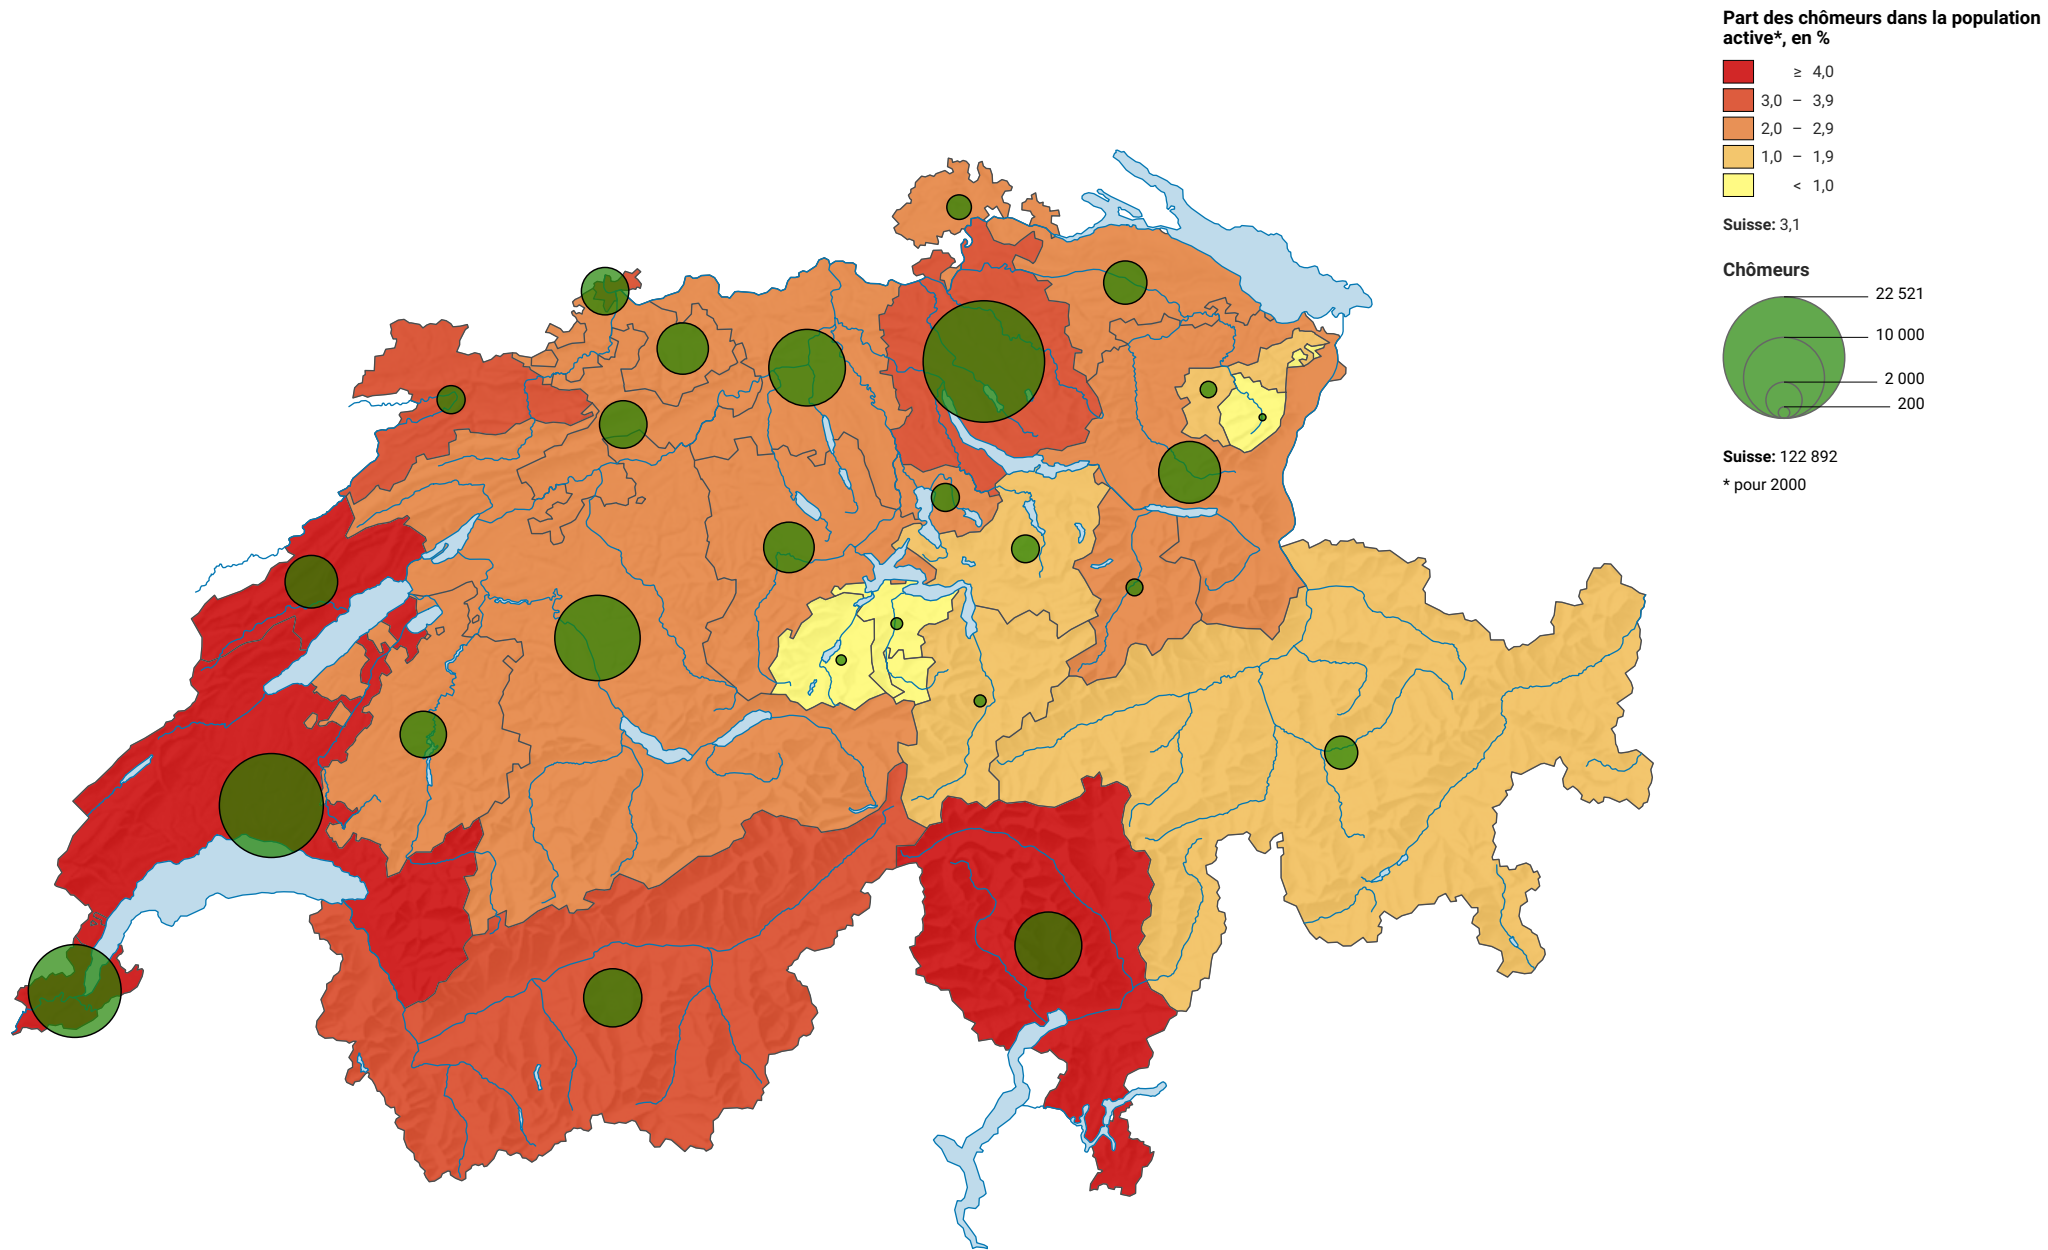 Part des chômeurs dans la population
active*, en %
≥ 4,0
3,0 – 3,9
2,0 – 2,9
1,0 – 1,9
< 1,0
Suisse: 3,1
Chômeurs
22 521
10 000
2 000
200
Suisse: 122 892
* pour 2000